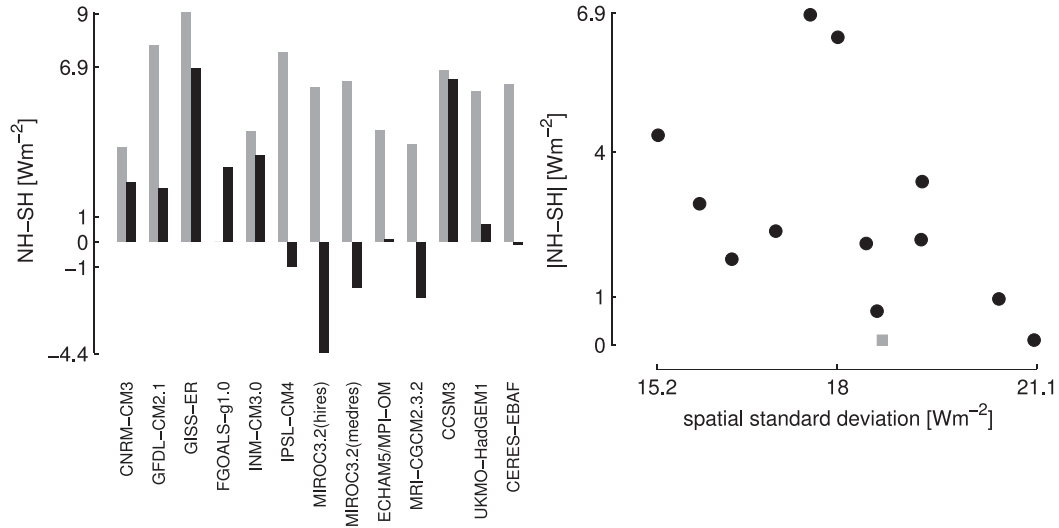 NH−SH [Wm−2]
9
6.9
1
0
−1
−4.4
CNRM−CM3
GFDL−CM2.1
GISS−ER
FGOALS−g1.0
INM−CM3.0
IPSL−CM4
MIROC3.2(hires)
MIROC3.2(medres)
ECHAM5/MPI−OM
MRI−CGCM2.3.2
CCSM3
UKMO−HadGEM1
CERES−EBAF
|NH−SH| [Wm−2]
6.9
4
1
0
15.2 18 21.1
spatial standard deviation [Wm−2]